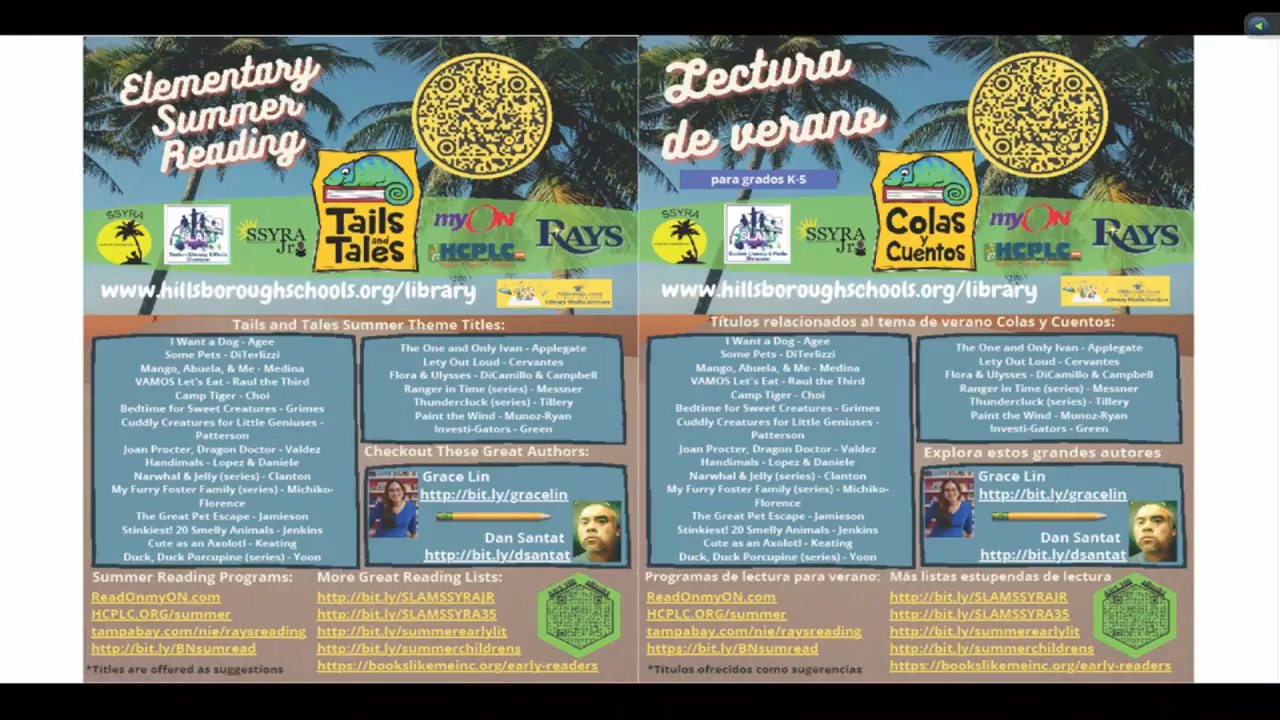 Elementary
Summer
Reading
SSYRA
SLAM
SSYRA
Jr
Tails
and
Tales
myON
HCPLC
RAYS
www.hillsboroughschools.org/library
Tails and Tales Summer Theme Titles:
I Want a Dog - Agee
Some Pets - DiTerlizzi
Mango, Abuela, & Me - Medina
VAMOS Let's Eat - Raul the Third
Camp Tiger - Choi
Bedtime for Sweet Creatures - Grimes
Cuddly Creatures for Little Geniuses -
Patterson
Joan Procter, Dragon Doctor - Valdez
Handimals - Lopez & Daniele
Narwhal & Jelly (series) - Clanton
My Furry Foster Family (series) - Michiko-
Florence
The Great Pet Escape - Jamieson
Stinkiest! 20 Smelly Animals - Jenkins
Cute as an Axolotl - Keating
Duck, Duck Porcupine (series) - Yoon
The One and Only Ivan - Applegate
Lety Out Loud - Cervantes
Flora & Ulysses - DiCamillo & Campbell
Ranger in Time (series) - Messner
Thundercluck (series) - Tillery
Paint the Wind - Munoz-Ryan
Investi-Gators - Green
Checkout These Great Authors:
Grace Lin
http://bit.ly/gracelin
Dan Santat
http://bit.ly/dsantat
Summer Reading Programs:
ReadOnmyON.com
HCPLC.ORG/summer
tampabay.com/nie/raysreading
http://bit.ly/BNsumread
*Titles are offered as suggestions
More Great Reading Lists:
http://bit.ly/SLAMSSYRAJR
http://bit.ly/SLAMSSYRA35
http://bit.ly/summerearlylit
http://bit.ly/summerchildrens
https://bookslikemeinc.org/early-readers
Lectura
de verano
para grados K-5
SSYRA
SLAM
SSYRA
Jr
Colas
y
Cuentos
myON
HCPLC
RAYS
www.hillsboroughschools.org/library
Títulos relacionados al tema de verano Colas y Cuentos:
I Want a Dog - Agee
Some Pets - DiTerlizzi
Mango, Abuela, & Me - Medina
VAMOS Let's Eat - Raul the Third
Camp Tiger - Choi
Bedtime for Sweet Creatures - Grimes
Cuddly Creatures for Little Geniuses -
Patterson
Joan Procter, Dragon Doctor - Valdez
Handimals - Lopez & Daniele
Narwhal & Jelly (series) - Clanton
My Furry Foster Family (series) - Michiko-
Florence
The Great Pet Escape - Jamieson
Stinkiest! 20 Smelly Animals - Jenkins
Cute as an Axolotl - Keating
Duck, Duck Porcupine (series) - Yoon
The One and Only Ivan - Applegate
Lety Out Loud - Cervantes
Flora & Ulysses - DiCamillo & Campbell
Ranger in Time (series) - Messner
Thundercluck (series) - Tillery
Paint the Wind - Munoz-Ryan
Investi-Gators - Green
Explora estos grandes autores
Grace Lin
http://bit.ly/gracelin
Dan Santat
http://bit.ly/dsantat
Programas de lectura para verano:
ReadOnmyON.com
HCPLC.ORG/summer
tampabay.com/nie/raysreading
http://bit.ly/BNsumread
*Títulos ofrecidos como sugerencias
Más listas estupendas de lectura
http://bit.ly/SLAMSSYRAJR
http://bit.ly/SLAMSSYRA35
http://bit.ly/summerearlylit
http://bit.ly/summerchildrens
https://bookslikemeinc.org/early-readers